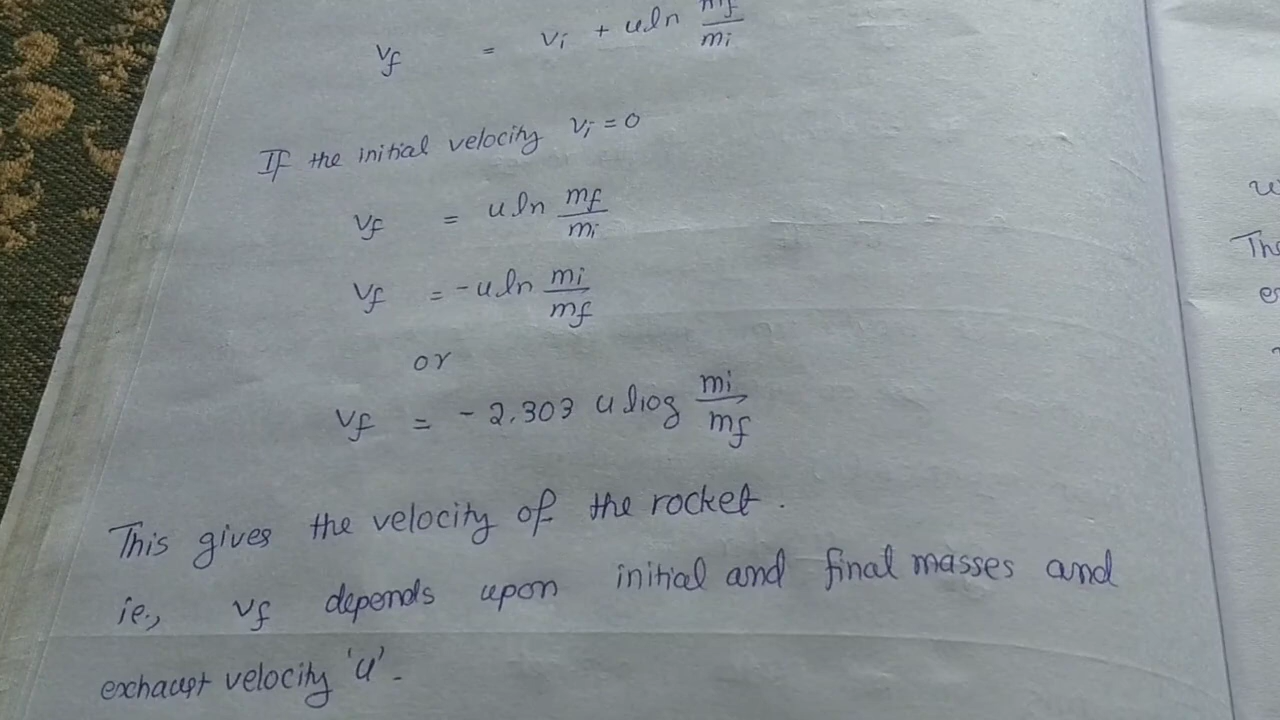 vf = vi + u ln mf/mi
If the initial velocity vi = 0
vf = u ln mf/mi
vf = -u ln mi/mf
or
vf = -2.303 u log mi/mf
This gives the velocity of the rocket.
ie., vf depends upon initial and final masses and
exhaust velocity 'u'.
The